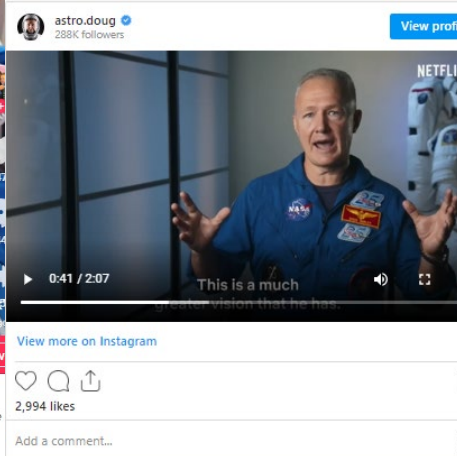 astro.doug
288K followers
View profi
NETFLI
NASA
0:41 / 2:07
This is a much
greater vision that he has.
View more on Instagram
2,994 likes
Add a comment...